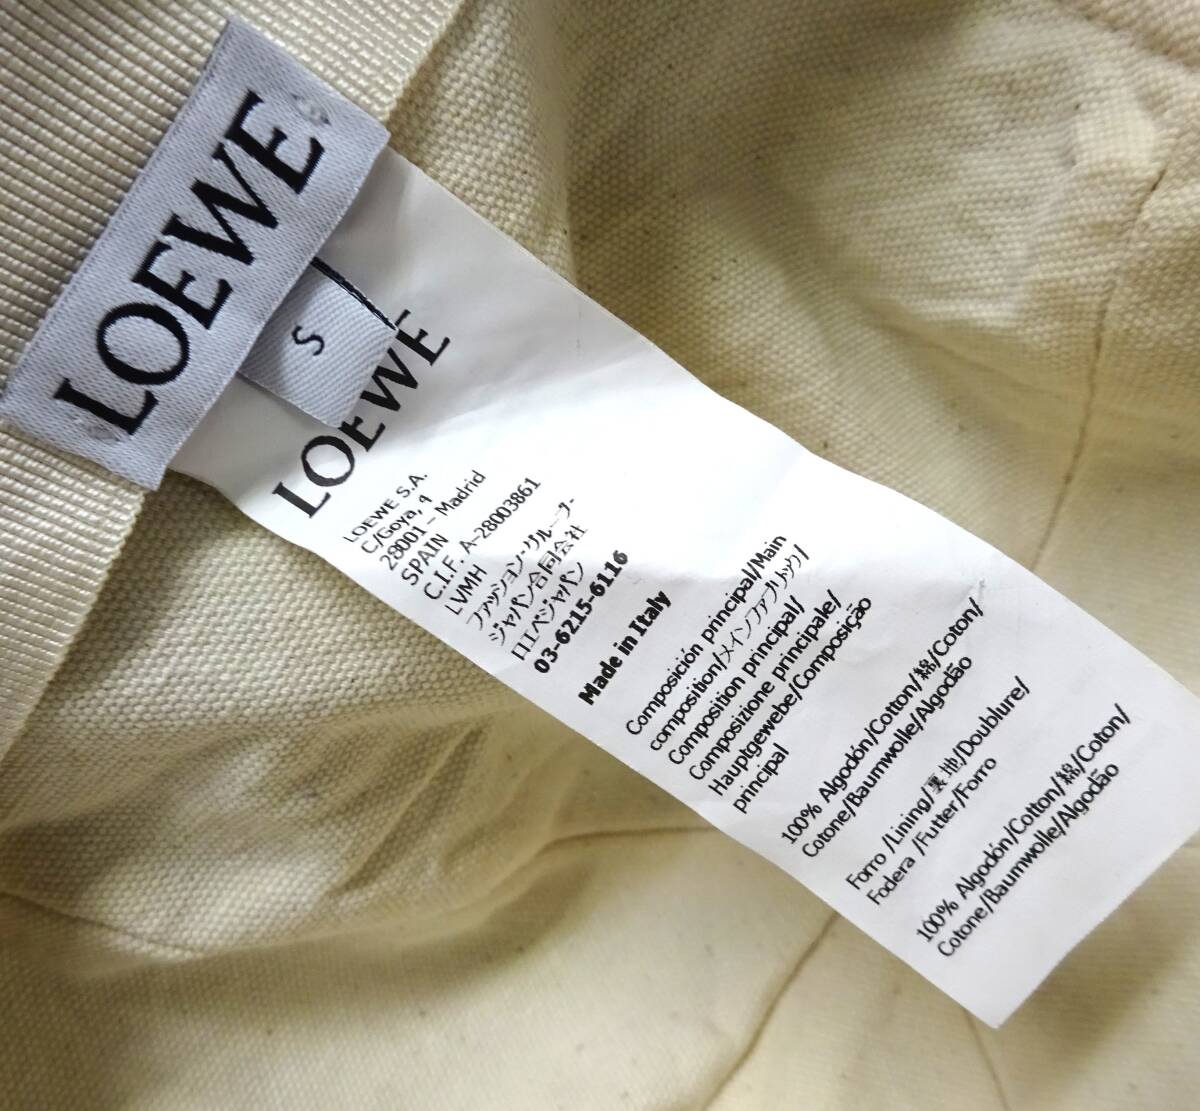 LOEWE
S
LOEWE
LOEWE S.A.
C/Goya, 4
28001 – Madrid
SPAIN
C.I.F. A-28003861
LVMH
ファッション・グループ・
ジャパン合同会社
ロエベジャパン
03-6215-6116
Made in Italy
Composición principal/Main
composition/メインファブリック/
Composition principal/
Composizione principale/
Hauptgewebe/Composição
principal
100% Algodón/Cotton/綿/Coton/
Cotone/Baumwolle/Algodão
Forro /Lining/裏地/Doublure/
Fodera /Futter/Forro
100% Algodón/Cotton/綿/Coton/
Cotone/Baumwolle/Algodão